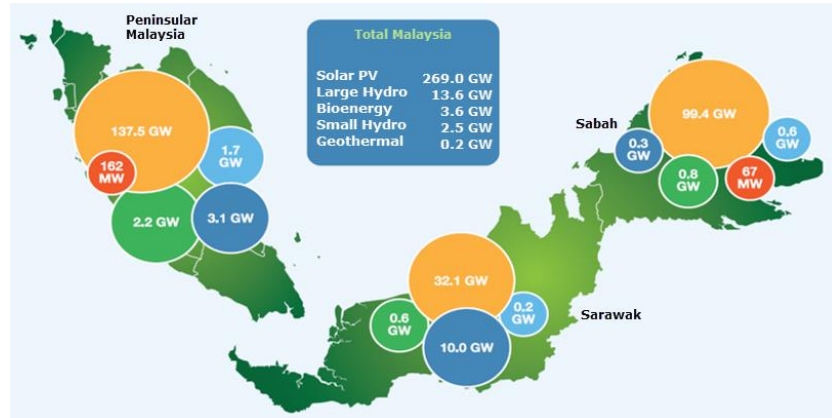 Peninsular
Malaysia
Total Malaysia
Solar PV 269.0 GW
Large Hydro 13.6 GW
Bioenergy 3.6 GW
Small Hydro 2.5 GW
Geothermal 0.2 GW
137.5 GW
162
MW
1.7
GW
2.2 GW
3.1 GW
Sabah
99.4 GW
0.3
GW
0.6
GW
0.8
GW
67
MW
32.1 GW
0.6
GW
0.2
GW
Sarawak
10.0 GW